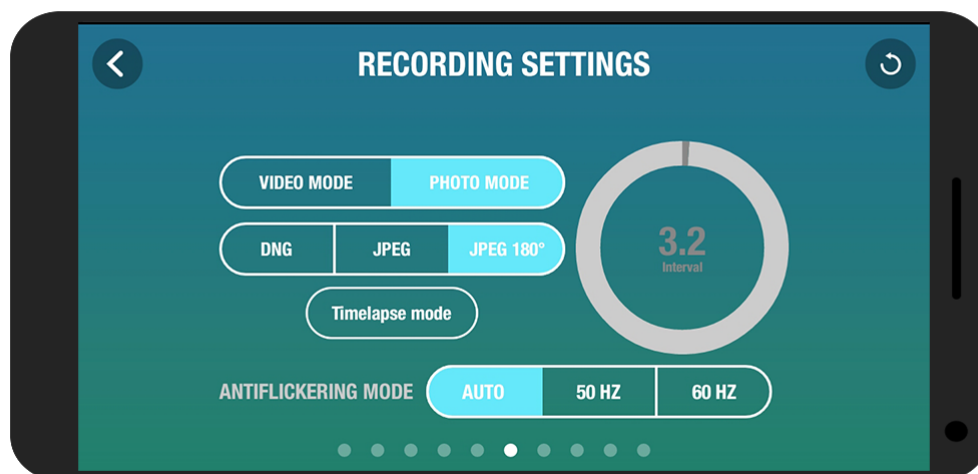 RECORDING SETTINGS
VIDEO MODE PHOTO MODE
DNG JPEG JPEG 180°
3.2
Interval
Timelapse mode
ANTIFLICKERING MODE AUTO 50 HZ 60 HZ